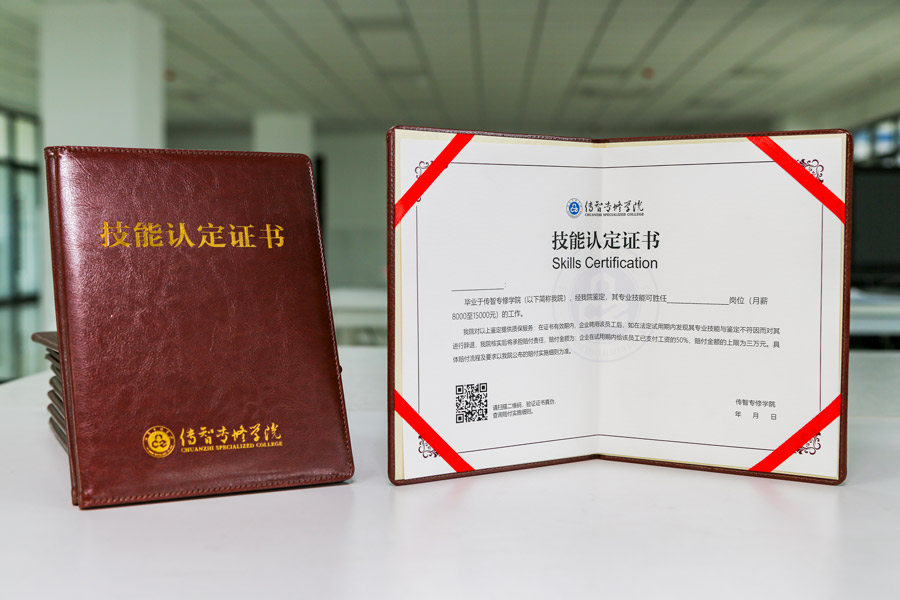 技能认定证书
传智专修学院
CHUANZHI SPECIALIZED COLLEGE
传智专修学院
CHUANZHI SPECIALIZED COLLEGE
技能认定证书
Skills Certification
____________:
毕业于传智专修学院（以下简称我院），经我院鉴定，其专业技能可胜任______________岗位（月薪
8000至15000元）的工作。
我院对以上鉴定提供质保服务：在证书有效期内，企业聘用该员工后，如在法定试用期内发现其专业技能与鉴定不符因而对其
进行辞退，我院核实后将承担赔付责任，赔付金额为：企业在试用期内给该员工已支付工资的50%，赔付金额的上限为三万元。具
体赔付流程及要求以我院公布的赔付实施细则为准。
请扫描二维码，验证证书真伪，
查询赔付实施细则。
传智专修学院
年 月 日